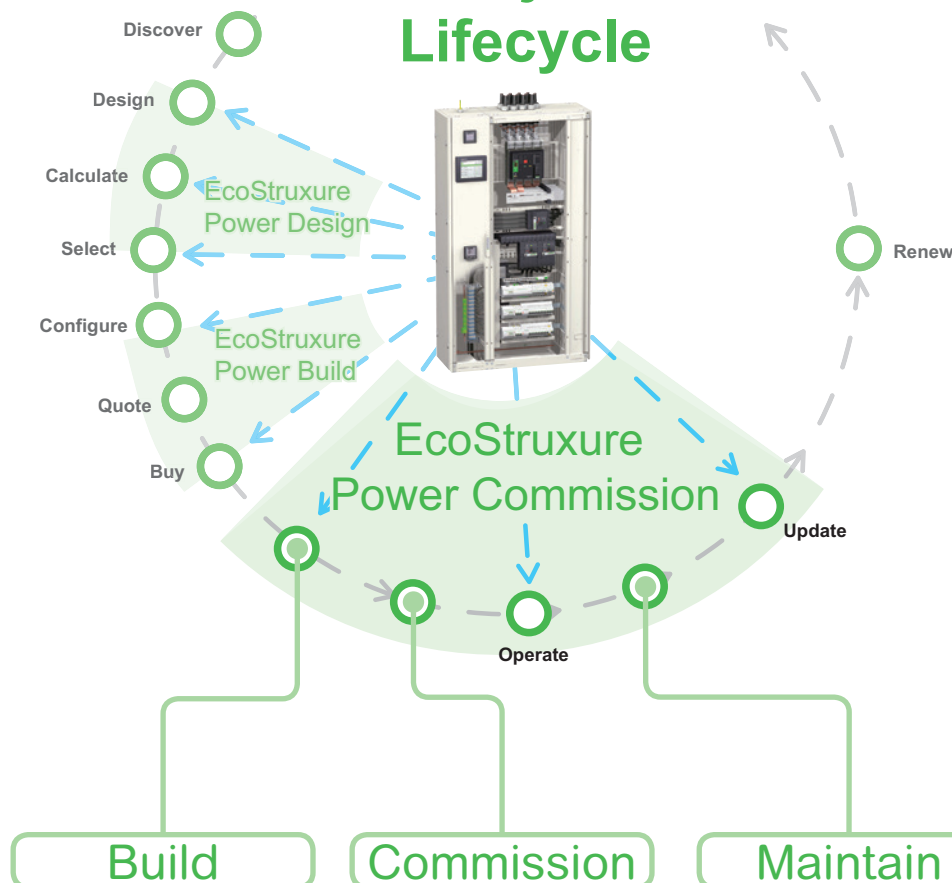 Lifecycle
Discover
Design
Calculate
Select
Configure
Quote
Buy
EcoStruxure
Power Design
EcoStruxure
Power Build
EcoStruxure
Power Commission
Renew
Update
Operate
Build
Commission
Maintain